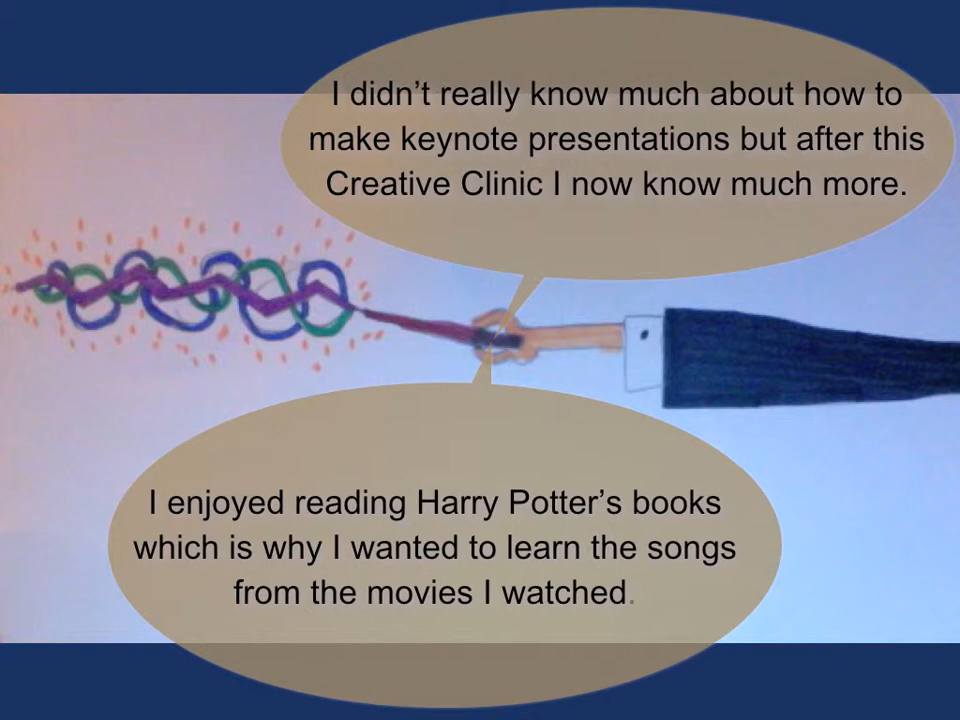 I didn’t really know much about how to
make keynote presentations but after this
Creative Clinic I now know much more.
I enjoyed reading Harry Potter’s books
which is why I wanted to learn the songs
from the movies I watched.